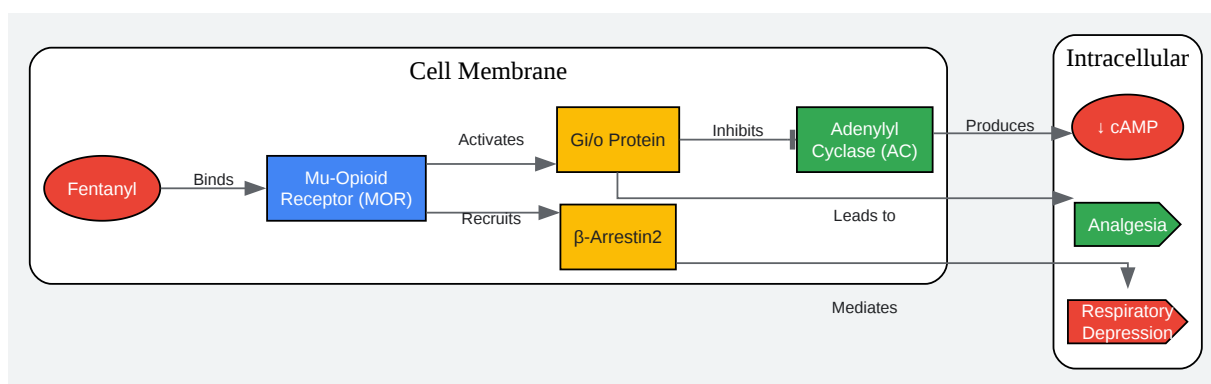 Cell Membrane
Intracellular
Fentanyl
Binds
Mu-Opioid
Receptor (MOR)
Activates
Recruits
Gi/o Protein
β-Arrestin2
Inhibits
Adenylyl
Cyclase (AC)
Produces
↓ cAMP
Leads to
Analgesia
Mediates
Respiratory
Depression